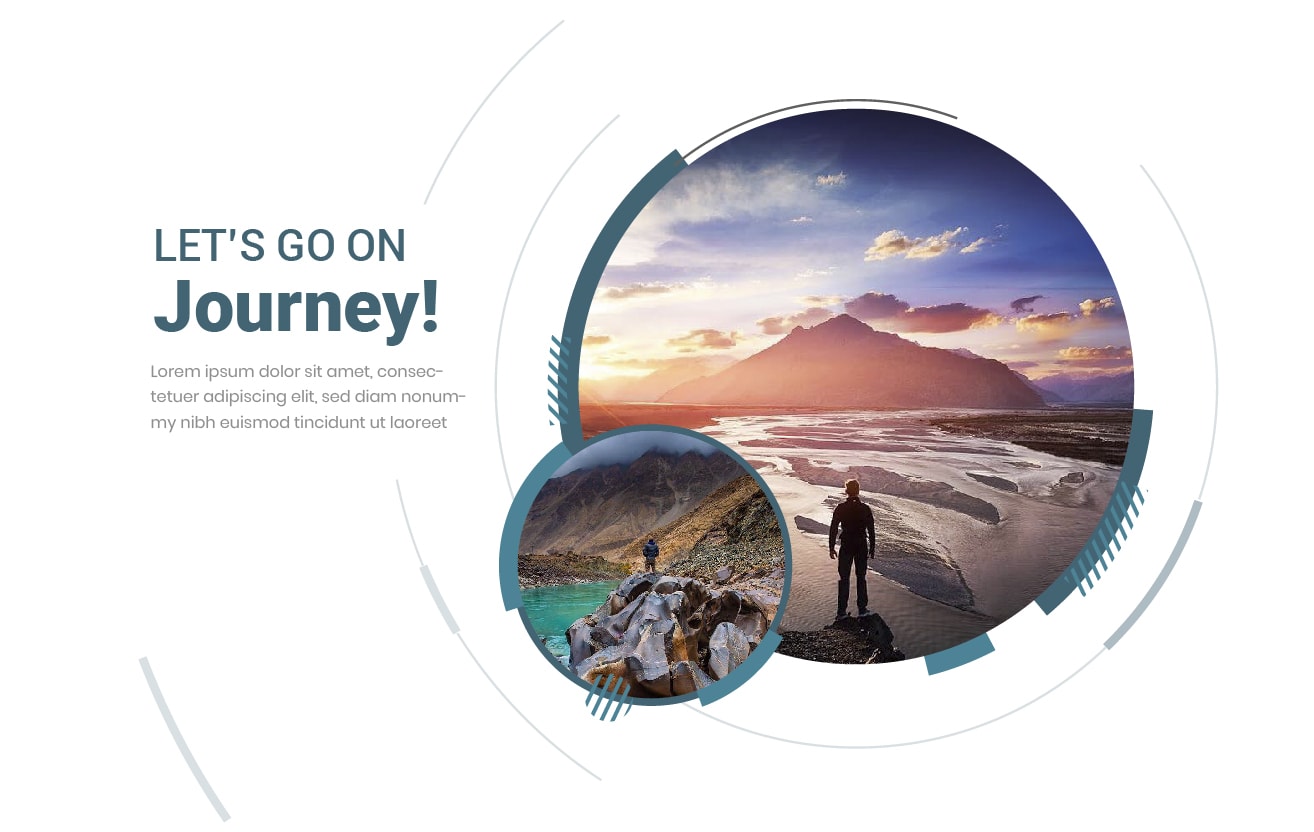 LET'S GO ON
Journey!
Lorem ipsum dolor sit amet, consec-
tetuer adipiscing elit, sed diam nonum-
my nibh euismod tincidunt ut laoreet